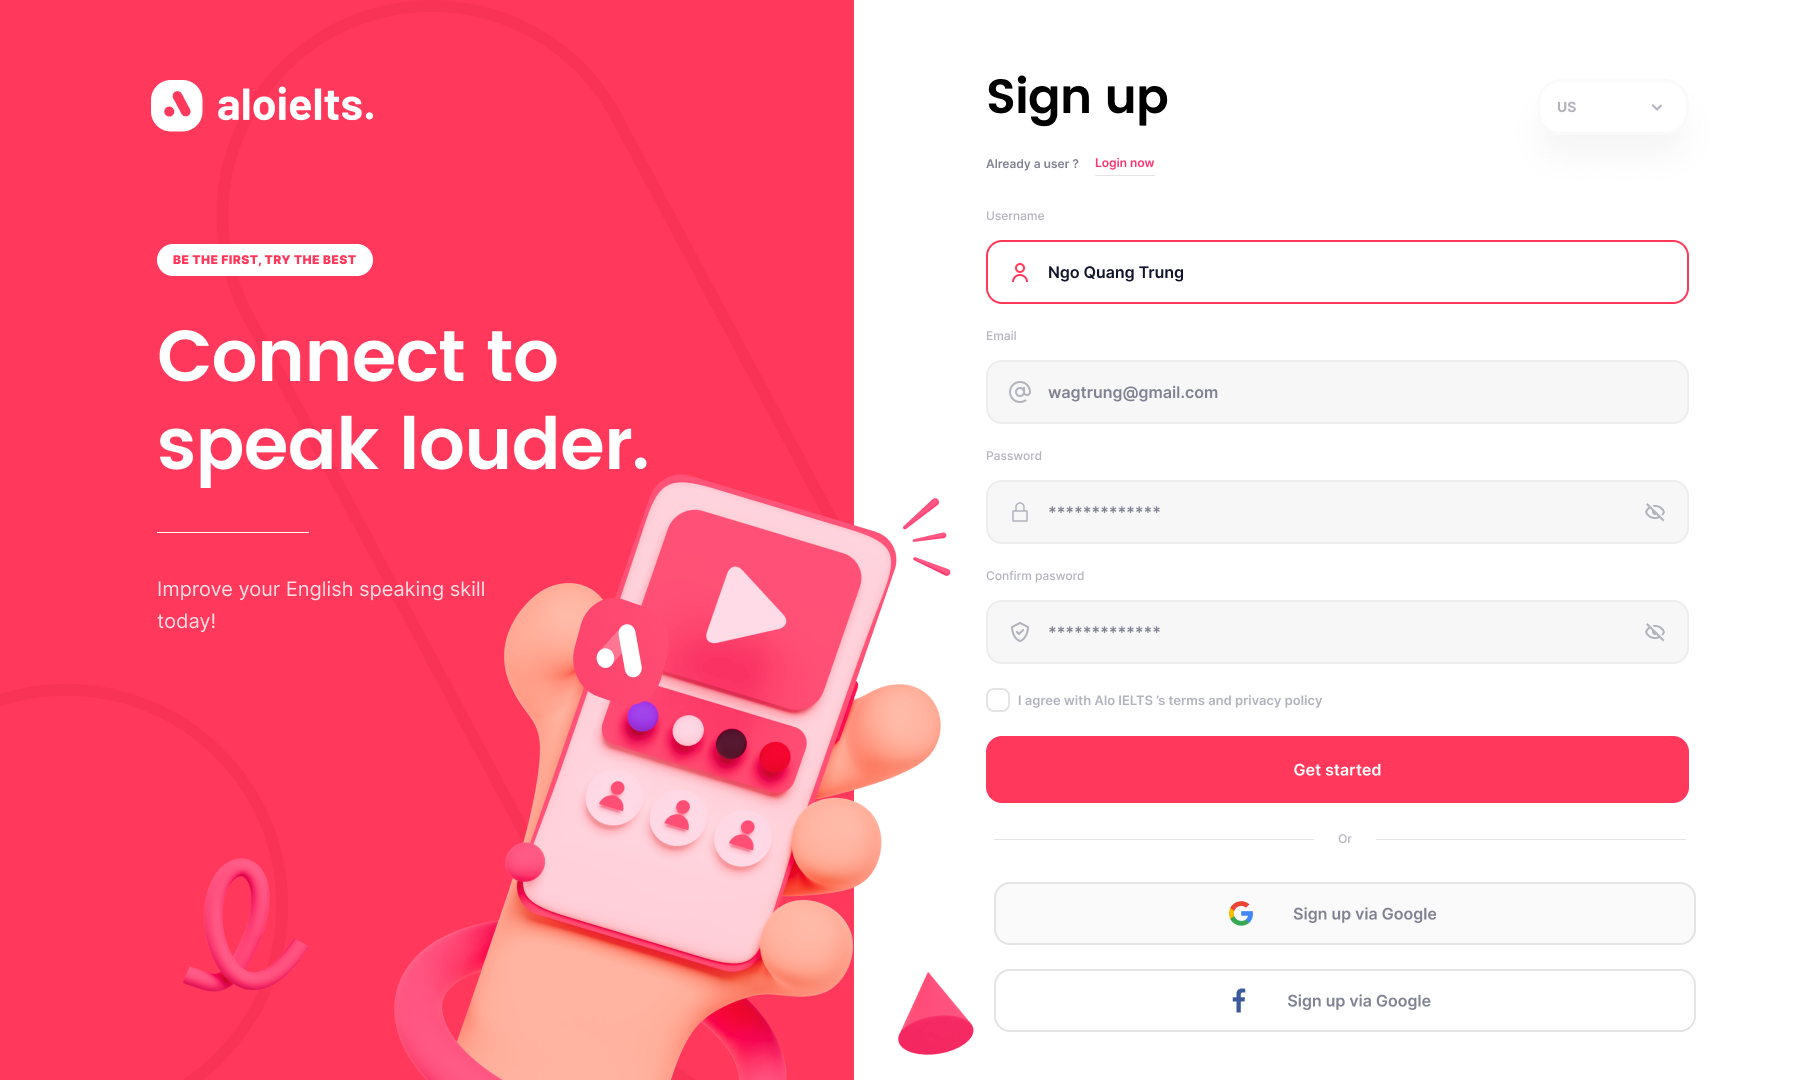 aloielts.
BE THE FIRST, TRY THE BEST
Connect to
speak louder.
Improve your English speaking skill
today!
Sign up
US
Already a user ? Login now
Username
Ngo Quang Trung
Email
wagtrung@gmail.com
Password
*************
Confirm pasword
*************
I agree with Alo IELTS 's terms and privacy policy
Get started
Or
Sign up via Google
Sign up via Google